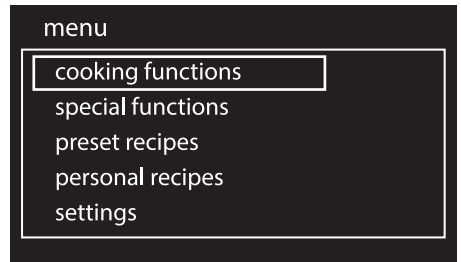 menu
cooking functions
special functions
preset recipes
personal recipes
settings